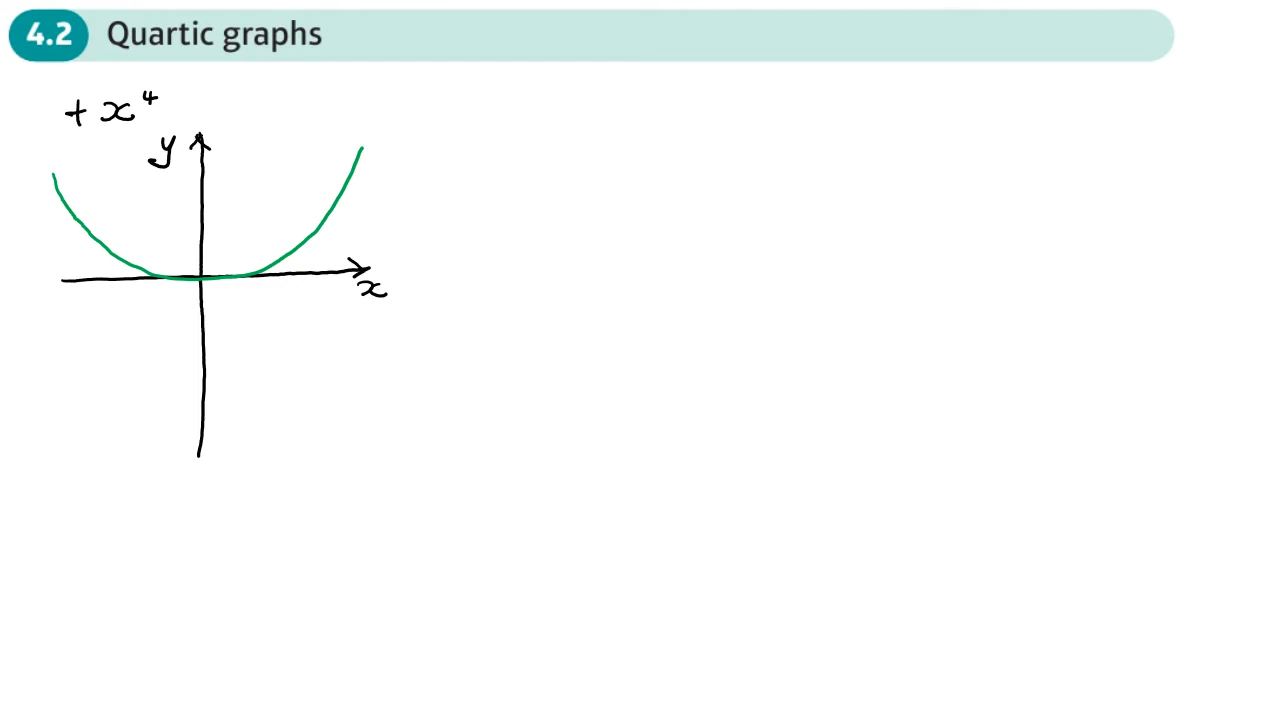 4.2 Quartic graphs
+ x⁴
y
x